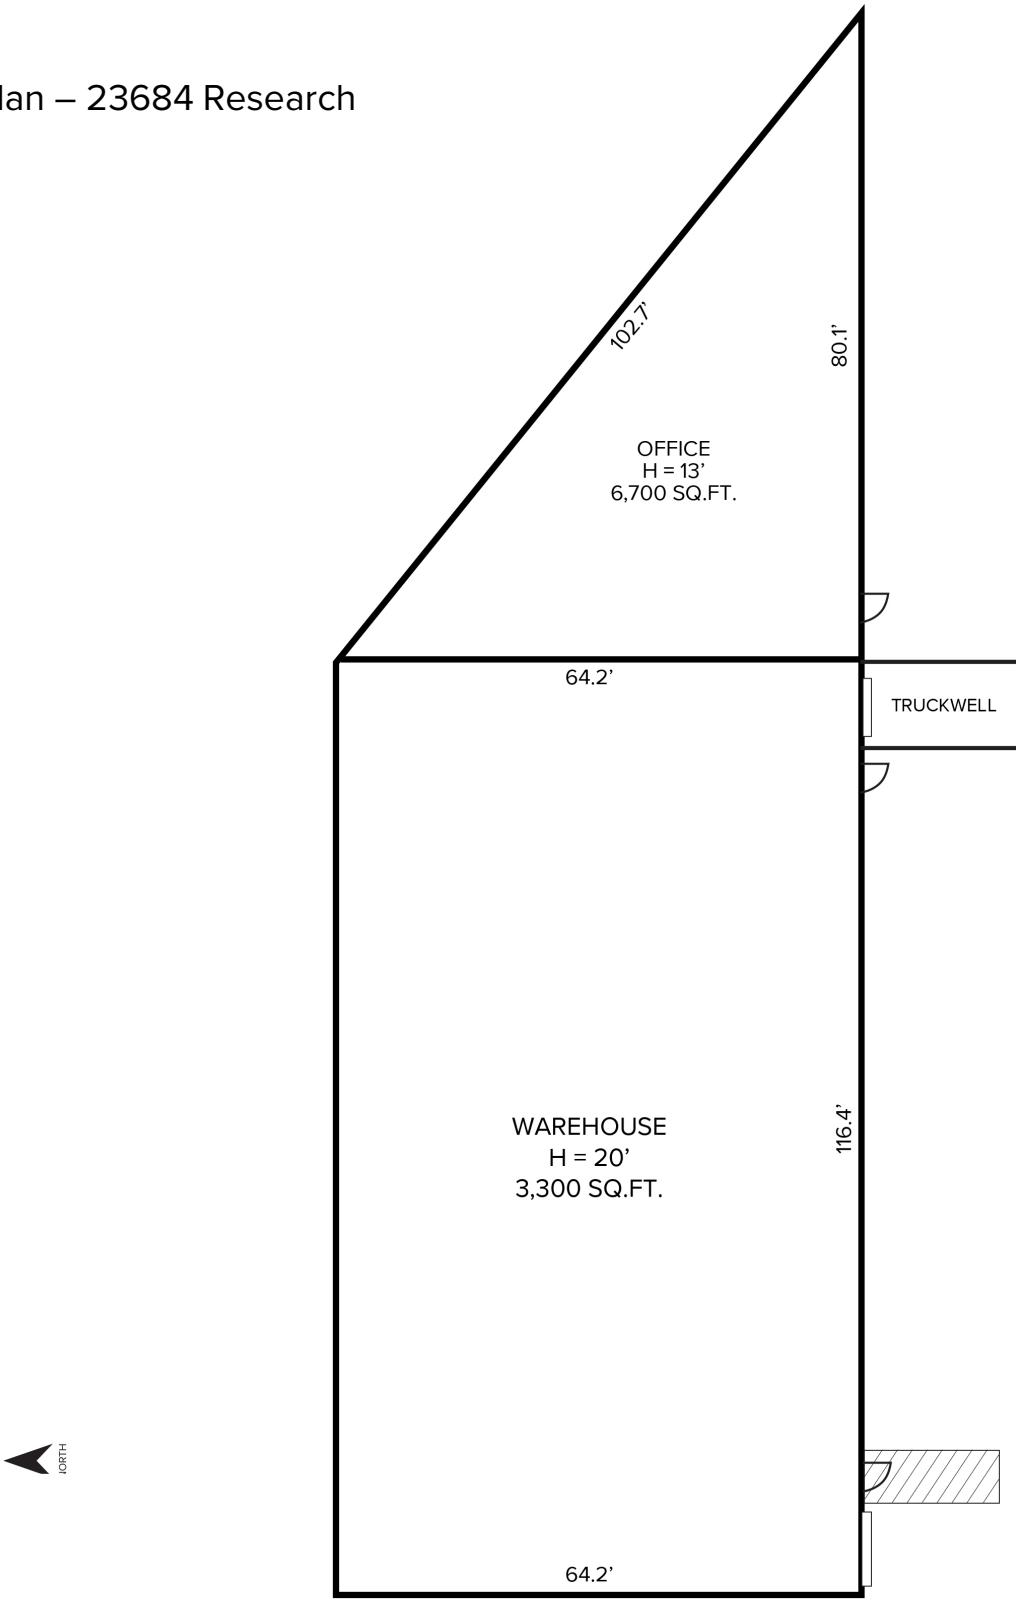 lan – 23684 Research
102.7’
80.1’
OFFICE
H = 13’
6,700 SQ.FT.
64.2’
TRUCKWELL
116.4’
WAREHOUSE
H = 20’
3,300 SQ.FT.
NORTH
64.2’